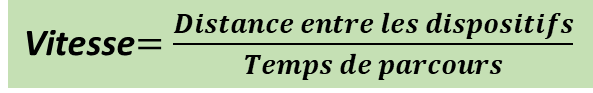 Vitesse= Distance entre les dispositifs
Temps de parcours